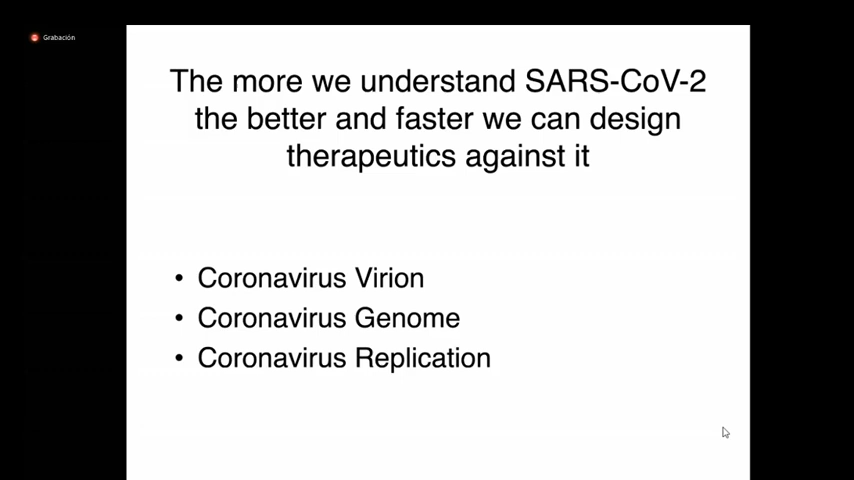 Grabación
The more we understand SARS-CoV-2
the better and faster we can design
therapeutics against it
• Coronavirus Virion
• Coronavirus Genome
• Coronavirus Replication